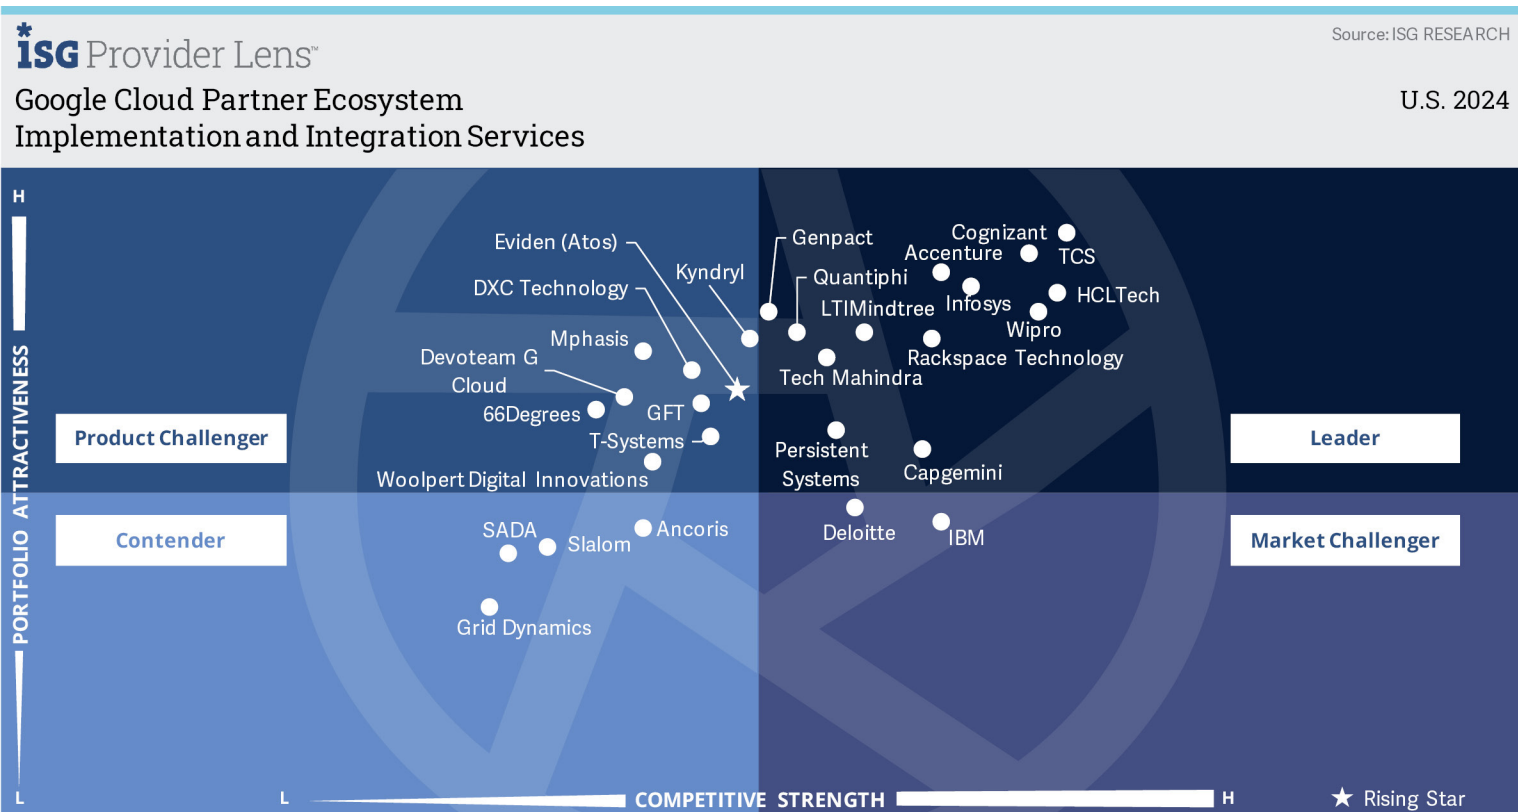 Source: ISG RESEARCH
ISG Provider Lens™
Google Cloud Partner Ecosystem
Implementation and Integration Services
U.S. 2024
H
Eviden (Atos)
Genpact
Cognizant
Accenture
TCS
Kyndryl
Quantiphi
DXC Technology
LTIMindtree
Infosys
HCLTech
Wipro
Mphasis
Devoteam G
Cloud
Rackspace Technology
Tech Mahindra
66Degrees
GFT
T-Systems
Product Challenger
Leader
Persistent
Systems
Capgemini
Woolpert Digital Innovations
PORTFOLIO ATTRACTIVENESS
SADA
Slalom
Ancoris
Deloitte
IBM
Contender
Market Challenger
Grid Dynamics
L
L
COMPETITIVE STRENGTH
H
Rising Star